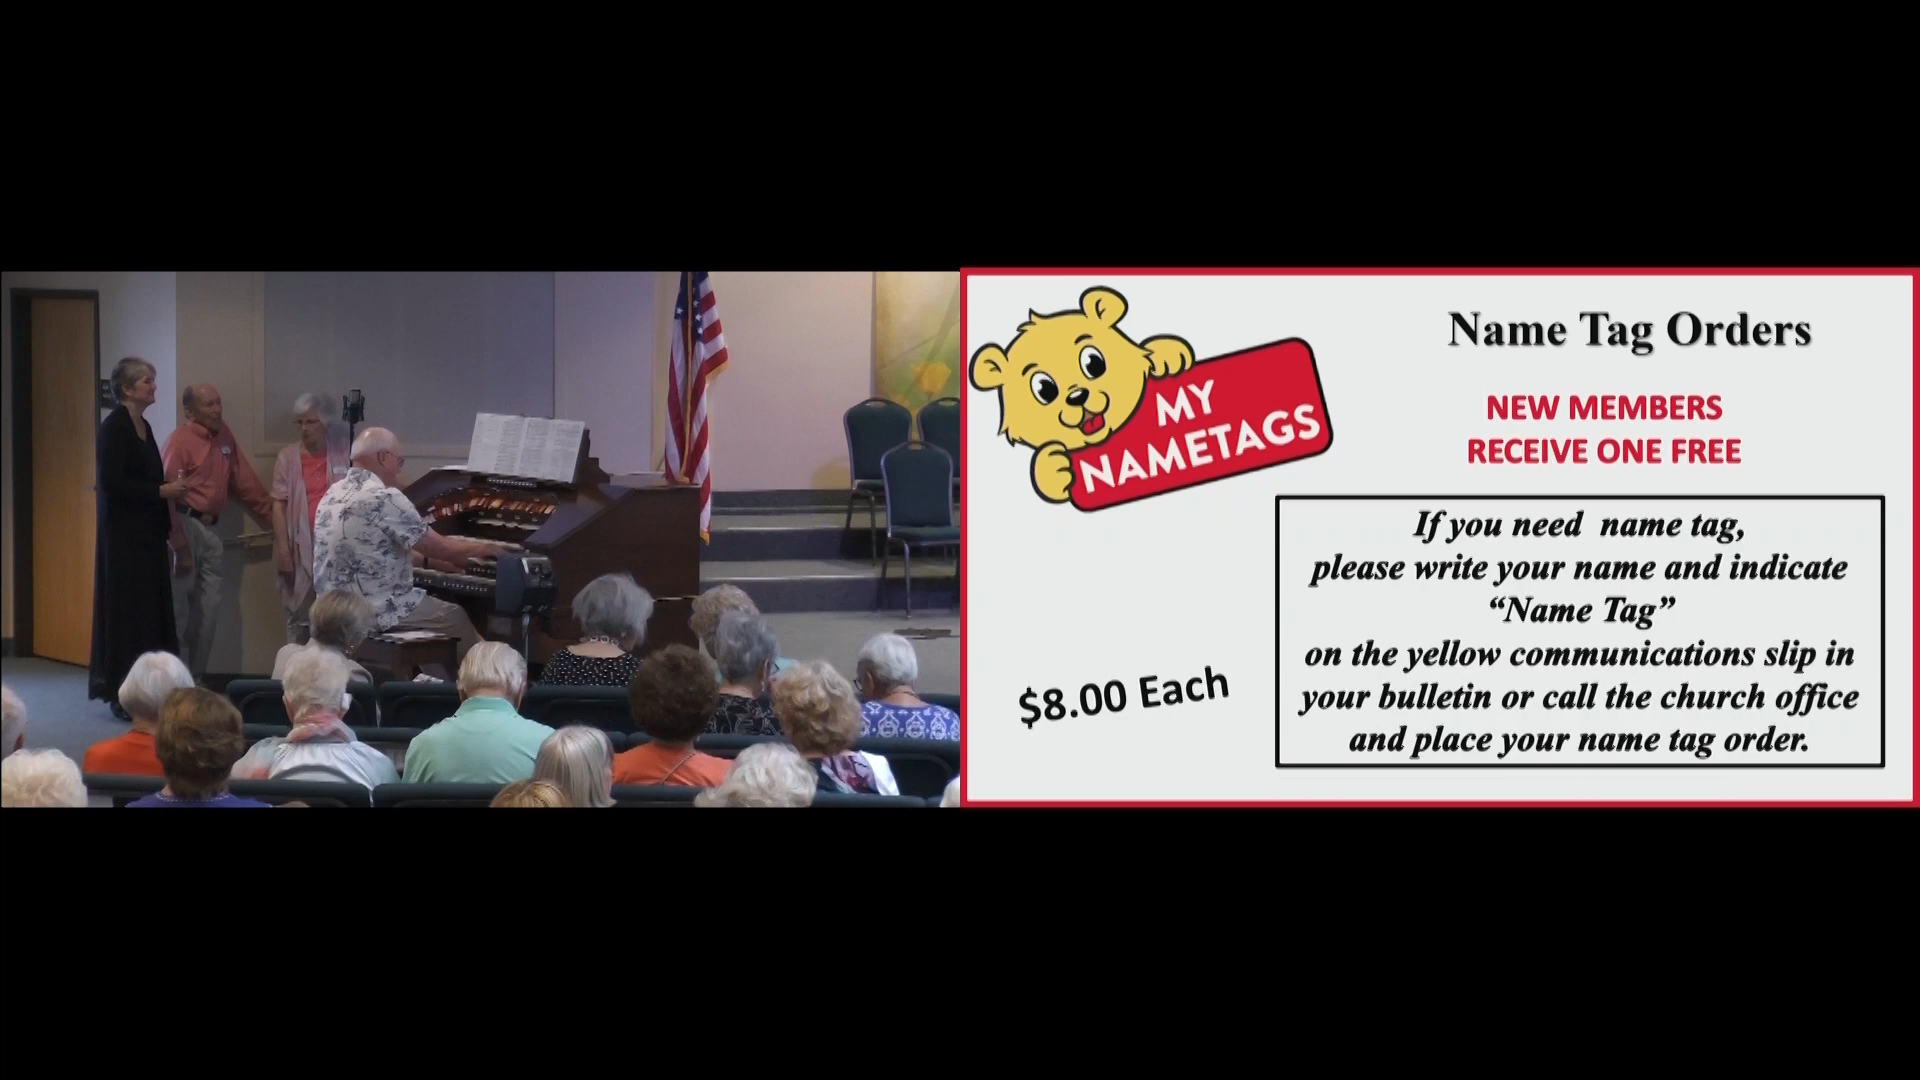 MY
NAMETAGS
Name Tag Orders
NEW MEMBERS
RECEIVE ONE FREE
If you need  name tag,
please write your name and indicate
“Name Tag”
on the yellow communications slip in
your bulletin or call the church office
and place your name tag order.
$8.00 Each